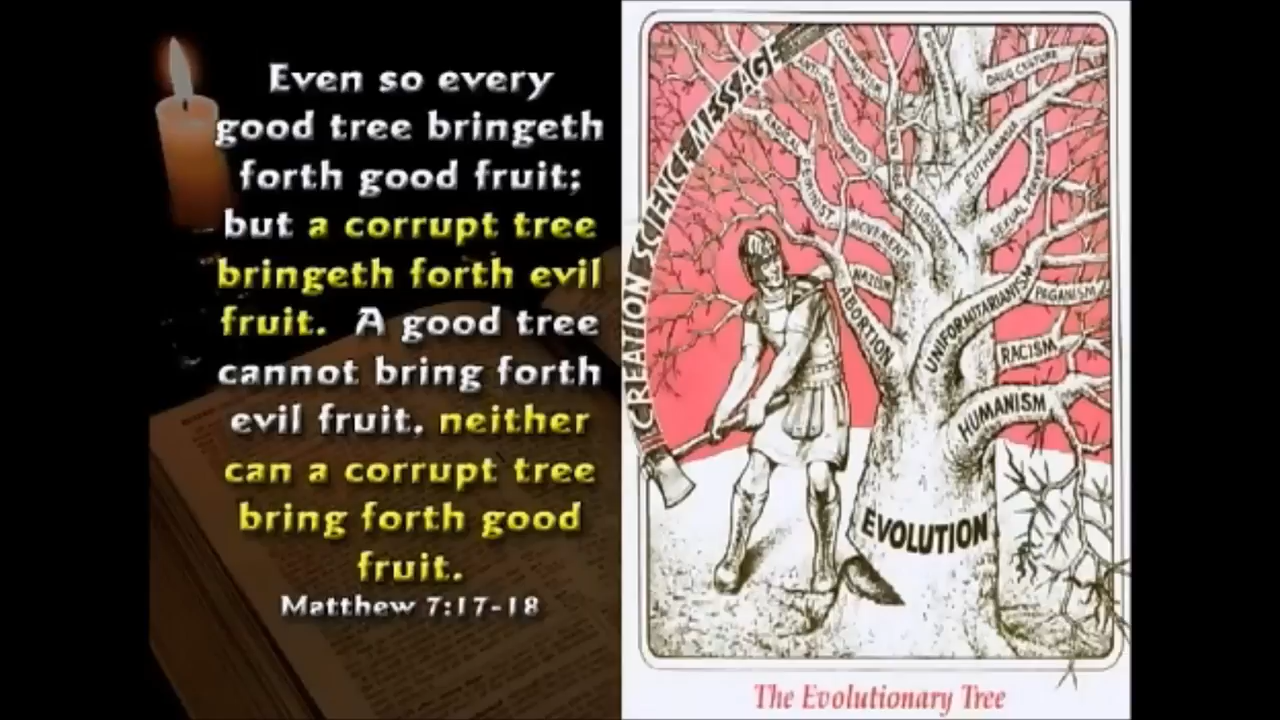 Even so every
good tree bringeth
forth good fruit;
but a corrupt tree
bringeth forth evil
fruit. A good tree
cannot bring forth
evil fruit, neither
can a corrupt tree
bring forth good
fruit.
Matthew 7:17-18
CREATION SCIENCE MESSAGE
COMMUNISM
DRUG CULTURE
EUTHANASIA
RADICAL FEMINIST MOVEMENT
RELIGIOUS
SEXUAL PERVERSION
NAZISM
ABORTION
UNIFORMITARIANISM
PAGANISM
RACISM
HUMANISM
EVOLUTION
The Evolutionary Tree